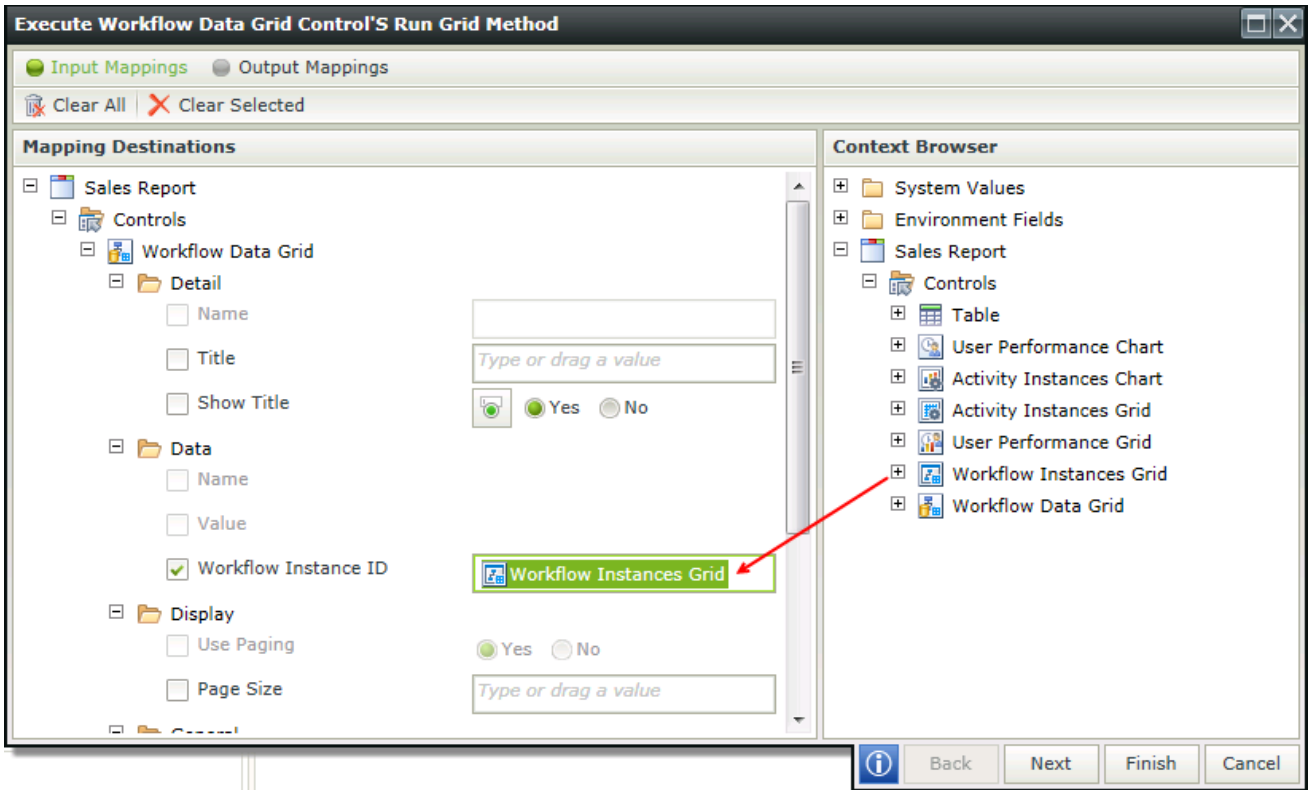 Execute Workflow Data Grid Control'S Run Grid Method
Input Mappings Output Mappings
Clear All Clear Selected
Mapping Destinations
Sales Report
Controls
Workflow Data Grid
Detail
Name
Title Type or drag a value
Show Title Yes No
Data
Name
Value
Workflow Instance ID Workflow Instances Grid
Display
Use Paging Yes No
Page Size Type or drag a value
General
Context Browser
System Values
Environment Fields
Sales Report
Controls
Table
User Performance Chart
Activity Instances Chart
Activity Instances Grid
User Performance Grid
Workflow Instances Grid
Workflow Data Grid
Back Next Finish Cancel